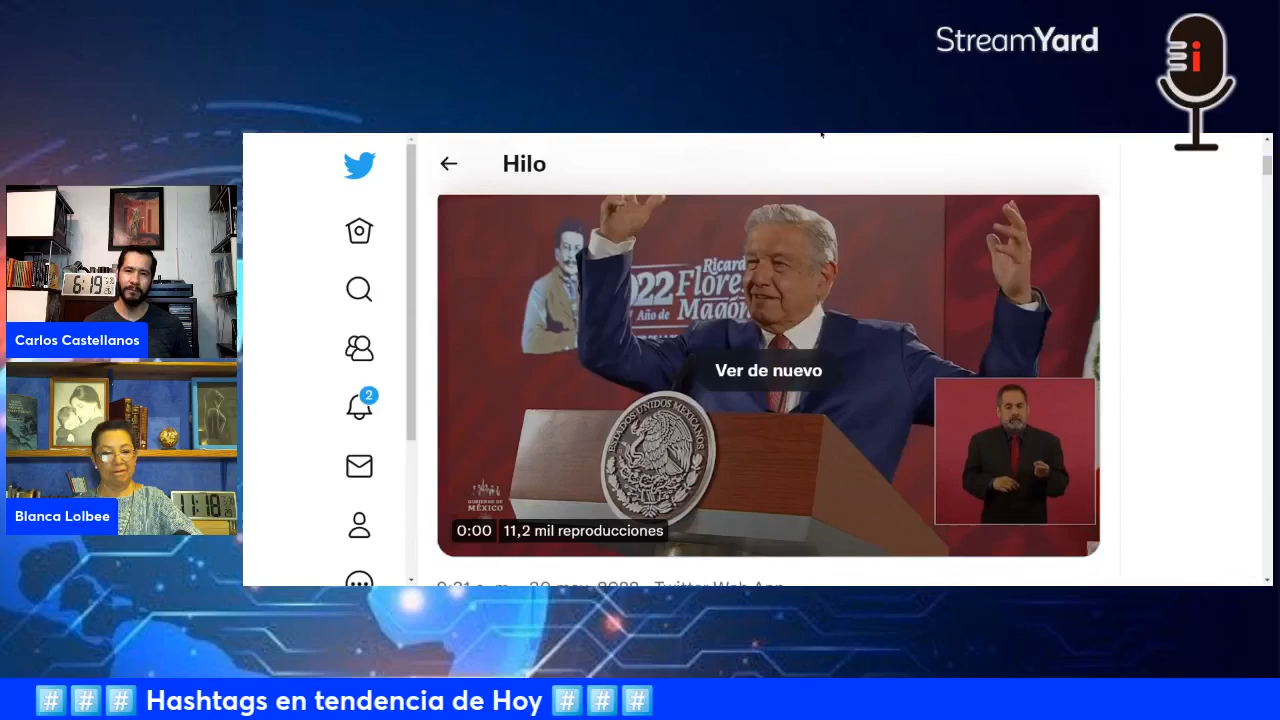 StreamYard
i
Hilo
2
2022
Ricardo
Flores
Magón
Año de
Ver de nuevo
ESTADOS UNIDOS MEXICANOS
GOBIERNO DE
MÉXICO
0:00
11,2 mil reproducciones
6:19
Carlos Castellanos
11:18
Blanca Lolbee
# # # Hashtags en tendencia de Hoy # # #